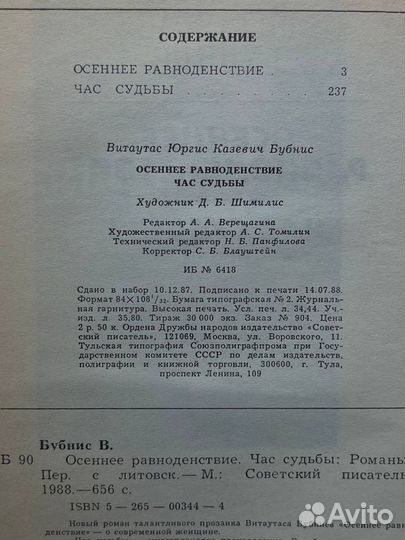 СОДЕРЖАНИЕ
ОСЕННЕЕ РАВНОДЕНСТВИЕ . 3
ЧАС СУДЬБЫ . . . . . . . . 237
Витаутас Юргис Казевич Бубнис
ОСЕННЕЕ РАВНОДЕНСТВИЕ
ЧАС СУДЬБЫ
Художник Д. Б. Шимилис
Редактор А. А. Верещагина
Художественный редактор А. С. Томилин
Технический редактор Н. Б. Панфилова
Корректор С. Б. Блауштейн
ИБ № 6418
Сдано в набор 10.12.87. Подписано к печати 14.07.88.
Формат 84×108¹/₃₂. Бумага типографская № 2. Журналь-
ная гарнитура. Высокая печать. Усл. печ. л. 34,44. Уч.-
изд. л. 35,80. Тираж 30 000 экз. Заказ № 904. Цена
2 р. 50 к. Ордена Дружбы народов издательство «Совет-
ский писатель», 121069, Москва, ул. Воровского, 11.
Тульская типография Союзполиграфпрома при Госу-
дарственном комитете СССР по делам издательств,
полиграфии и книжной торговли, 300600, г. Тула,
проспект Ленина, 109
Бубнис В.
Б 90 Осеннее равноденствие. Час судьбы: Романы
Пер. с литовск.— М.: Советский писатель
1988.—656 с.
ISBN 5 — 265 — 00344 — 4
Новый роман талантливого прозаика Витаутаса Бубниса «Осеннее рав
ноденствие» — о современной женщине.
Avito